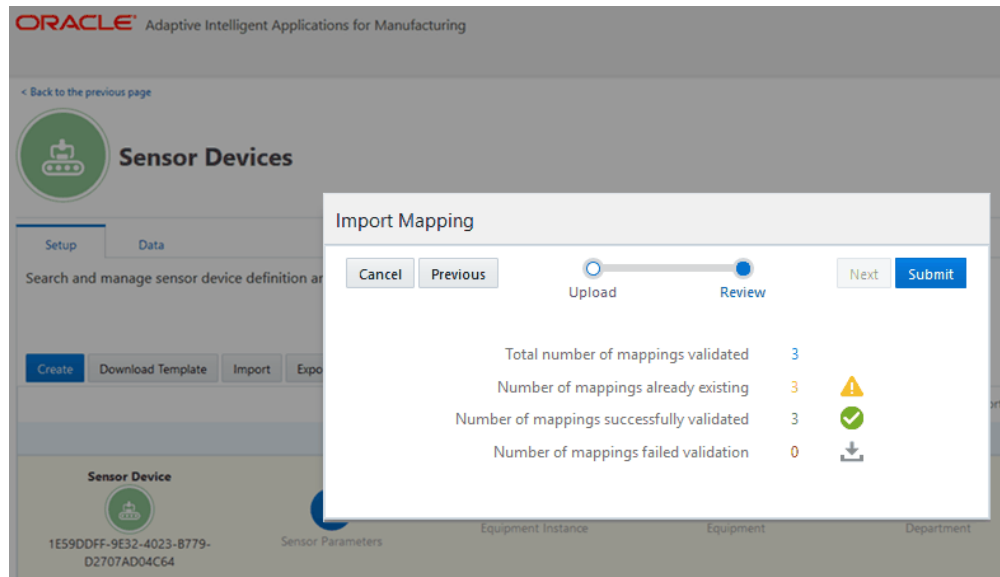 ORACLE® Adaptive Intelligent Applications for Manufacturing
< Back to the previous page
Sensor Devices
Setup Data
Search and manage sensor device definition
Create Download Template Import
Import Mapping
Cancel Previous Upload Review Next Submit
Total number of mappings validated 3
Number of mappings already existing 3
Number of mappings successfully validated 3
Number of mappings failed validation 0
Sensor Device
1E59DDFF-9E32-4023-B779-
D2707AD04C64
Sensor Parameters
Equipment Instance
Equipment
Department